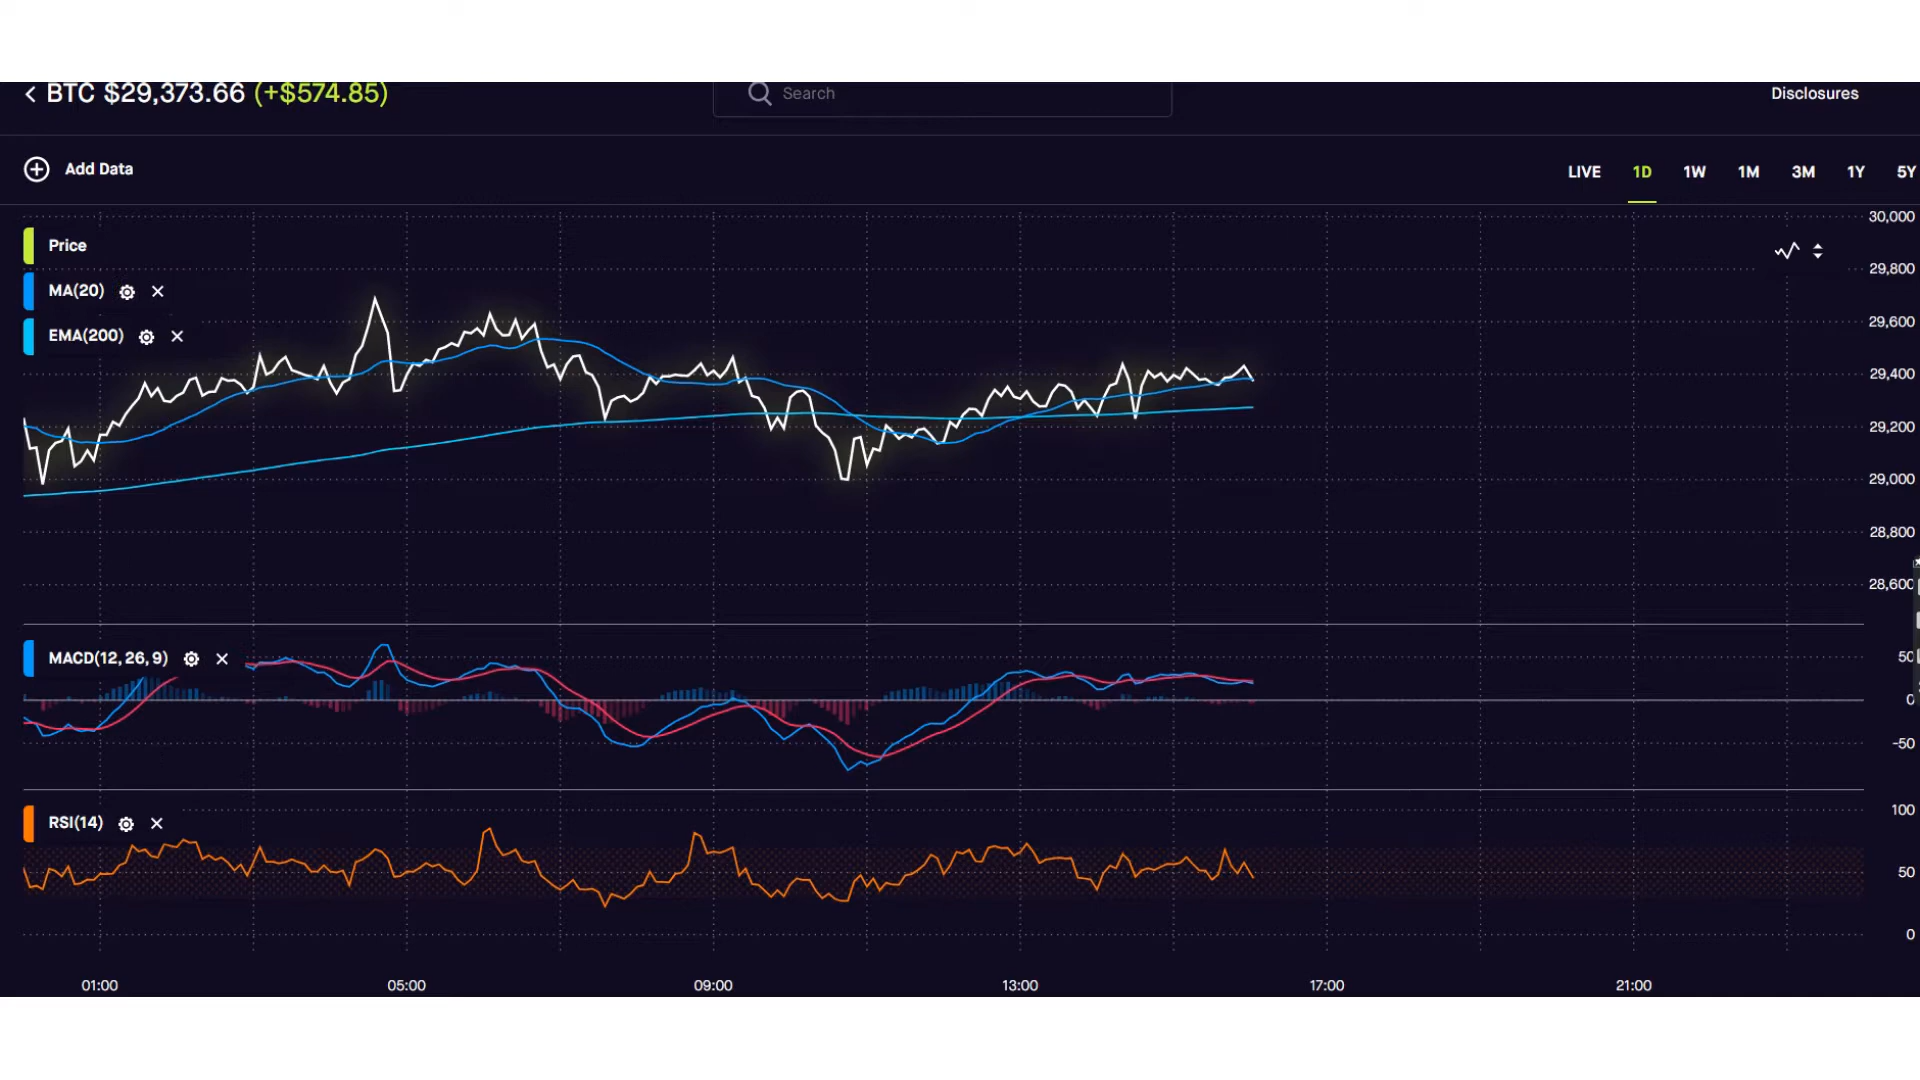 BTC $29,373.66 (+$574.85)
Search
Disclosures
Add Data
LIVE 1D 1W 1M 3M 1Y 5Y
Price
MA(20)
EMA(200)
30,000
29,800
29,600
29,400
29,200
29,000
28,800
28,600
MACD(12, 26, 9)
50
0
-50
RSI(14)
100
50
0
01:00 05:00 09:00 13:00 17:00 21:00